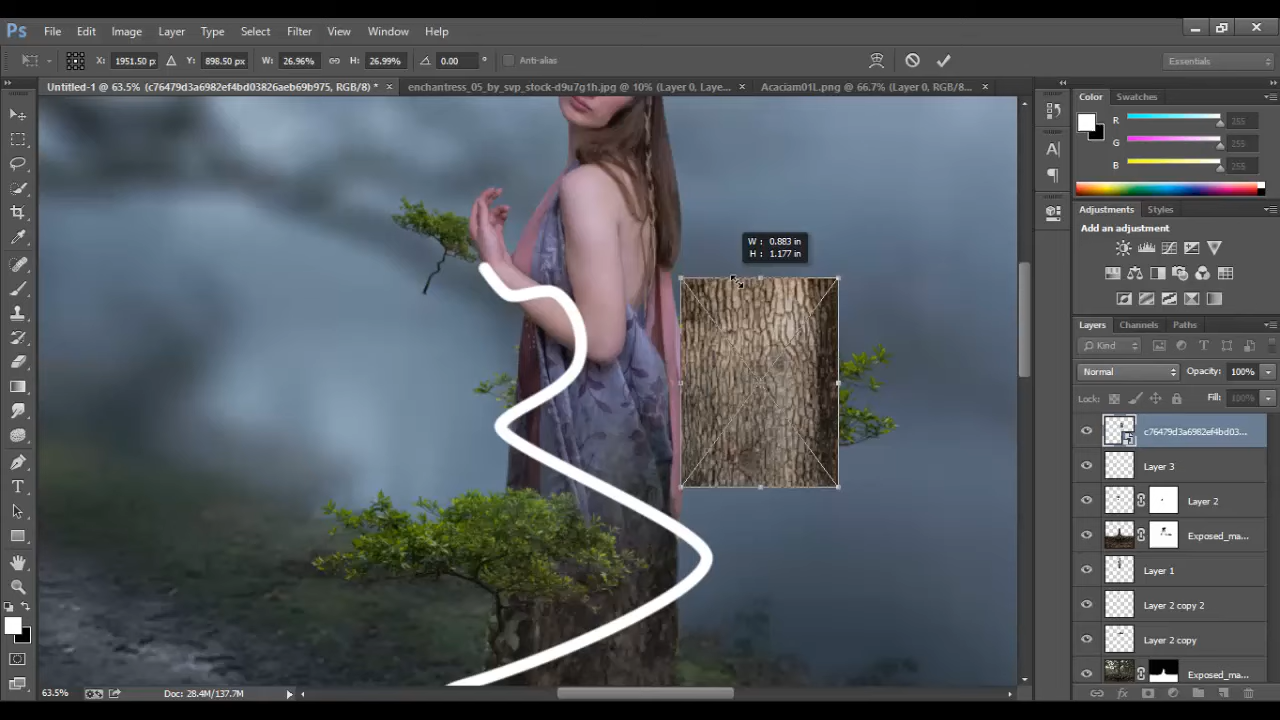 Ps File Edit Image Layer Type Select Filter View Window Help
X: 1951.50 px Y: 898.50 px W: 26.96% H: 26.99% 0.00 ° Anti-alias Essentials
Untitled-1 @ 63.5% (c76479d3a6982ef4bd03826aeb69b975, RGB/8) * × enchantress_05_by_svp_stock-d9u7g1h.jpg @ 10% (Layer 0, Laye... × Acaciam01L.png @ 66.7% (Layer 0, RGB/8... ×
Color Swatches
R 255
G 255
B 255
Adjustments Styles
Add an adjustment
W : 0.883 in
H : 1.177 in
Layers Channels Paths
Kind
Normal Opacity: 100%
Lock: Fill: 100%
c76479d3a6982ef4bd03...
Layer 3
Layer 2
Exposed_ma...
Layer 1
Layer 2 copy 2
Layer 2 copy
Exposed_ma...
63.5% Doc: 28.4M/137.7M